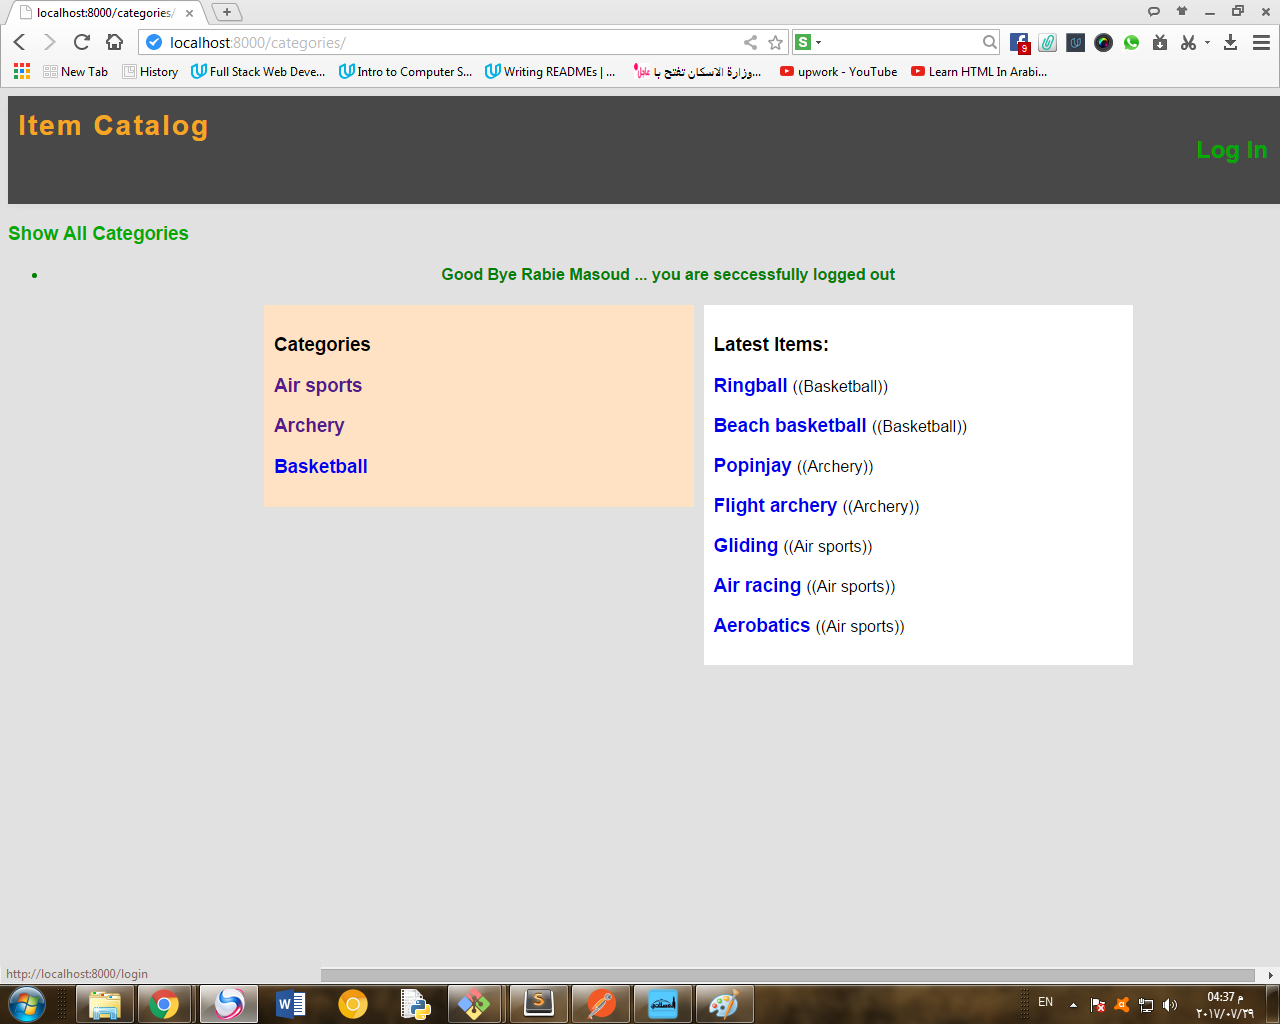 localhost:8000/categories/
localhost:8000/categories/
S
9
New Tab
History
Full Stack Web Deve...
Intro to Computer S...
Writing READMEs | ...
وزارة الاسكان تفتح با...
upwork - YouTube
Learn HTML In Arabi...
Item Catalog
Log In
Show All Categories
Good Bye Rabie Masoud ... you are seccessfully logged out
Categories
Air sports
Archery
Basketball
Latest Items:
Ringball ((Basketball))
Beach basketball ((Basketball))
Popinjay ((Archery))
Flight archery ((Archery))
Gliding ((Air sports))
Air racing ((Air sports))
Aerobatics ((Air sports))
http://localhost:8000/login
EN
04:37 م
٢٠١٧/٠٧/٢٩